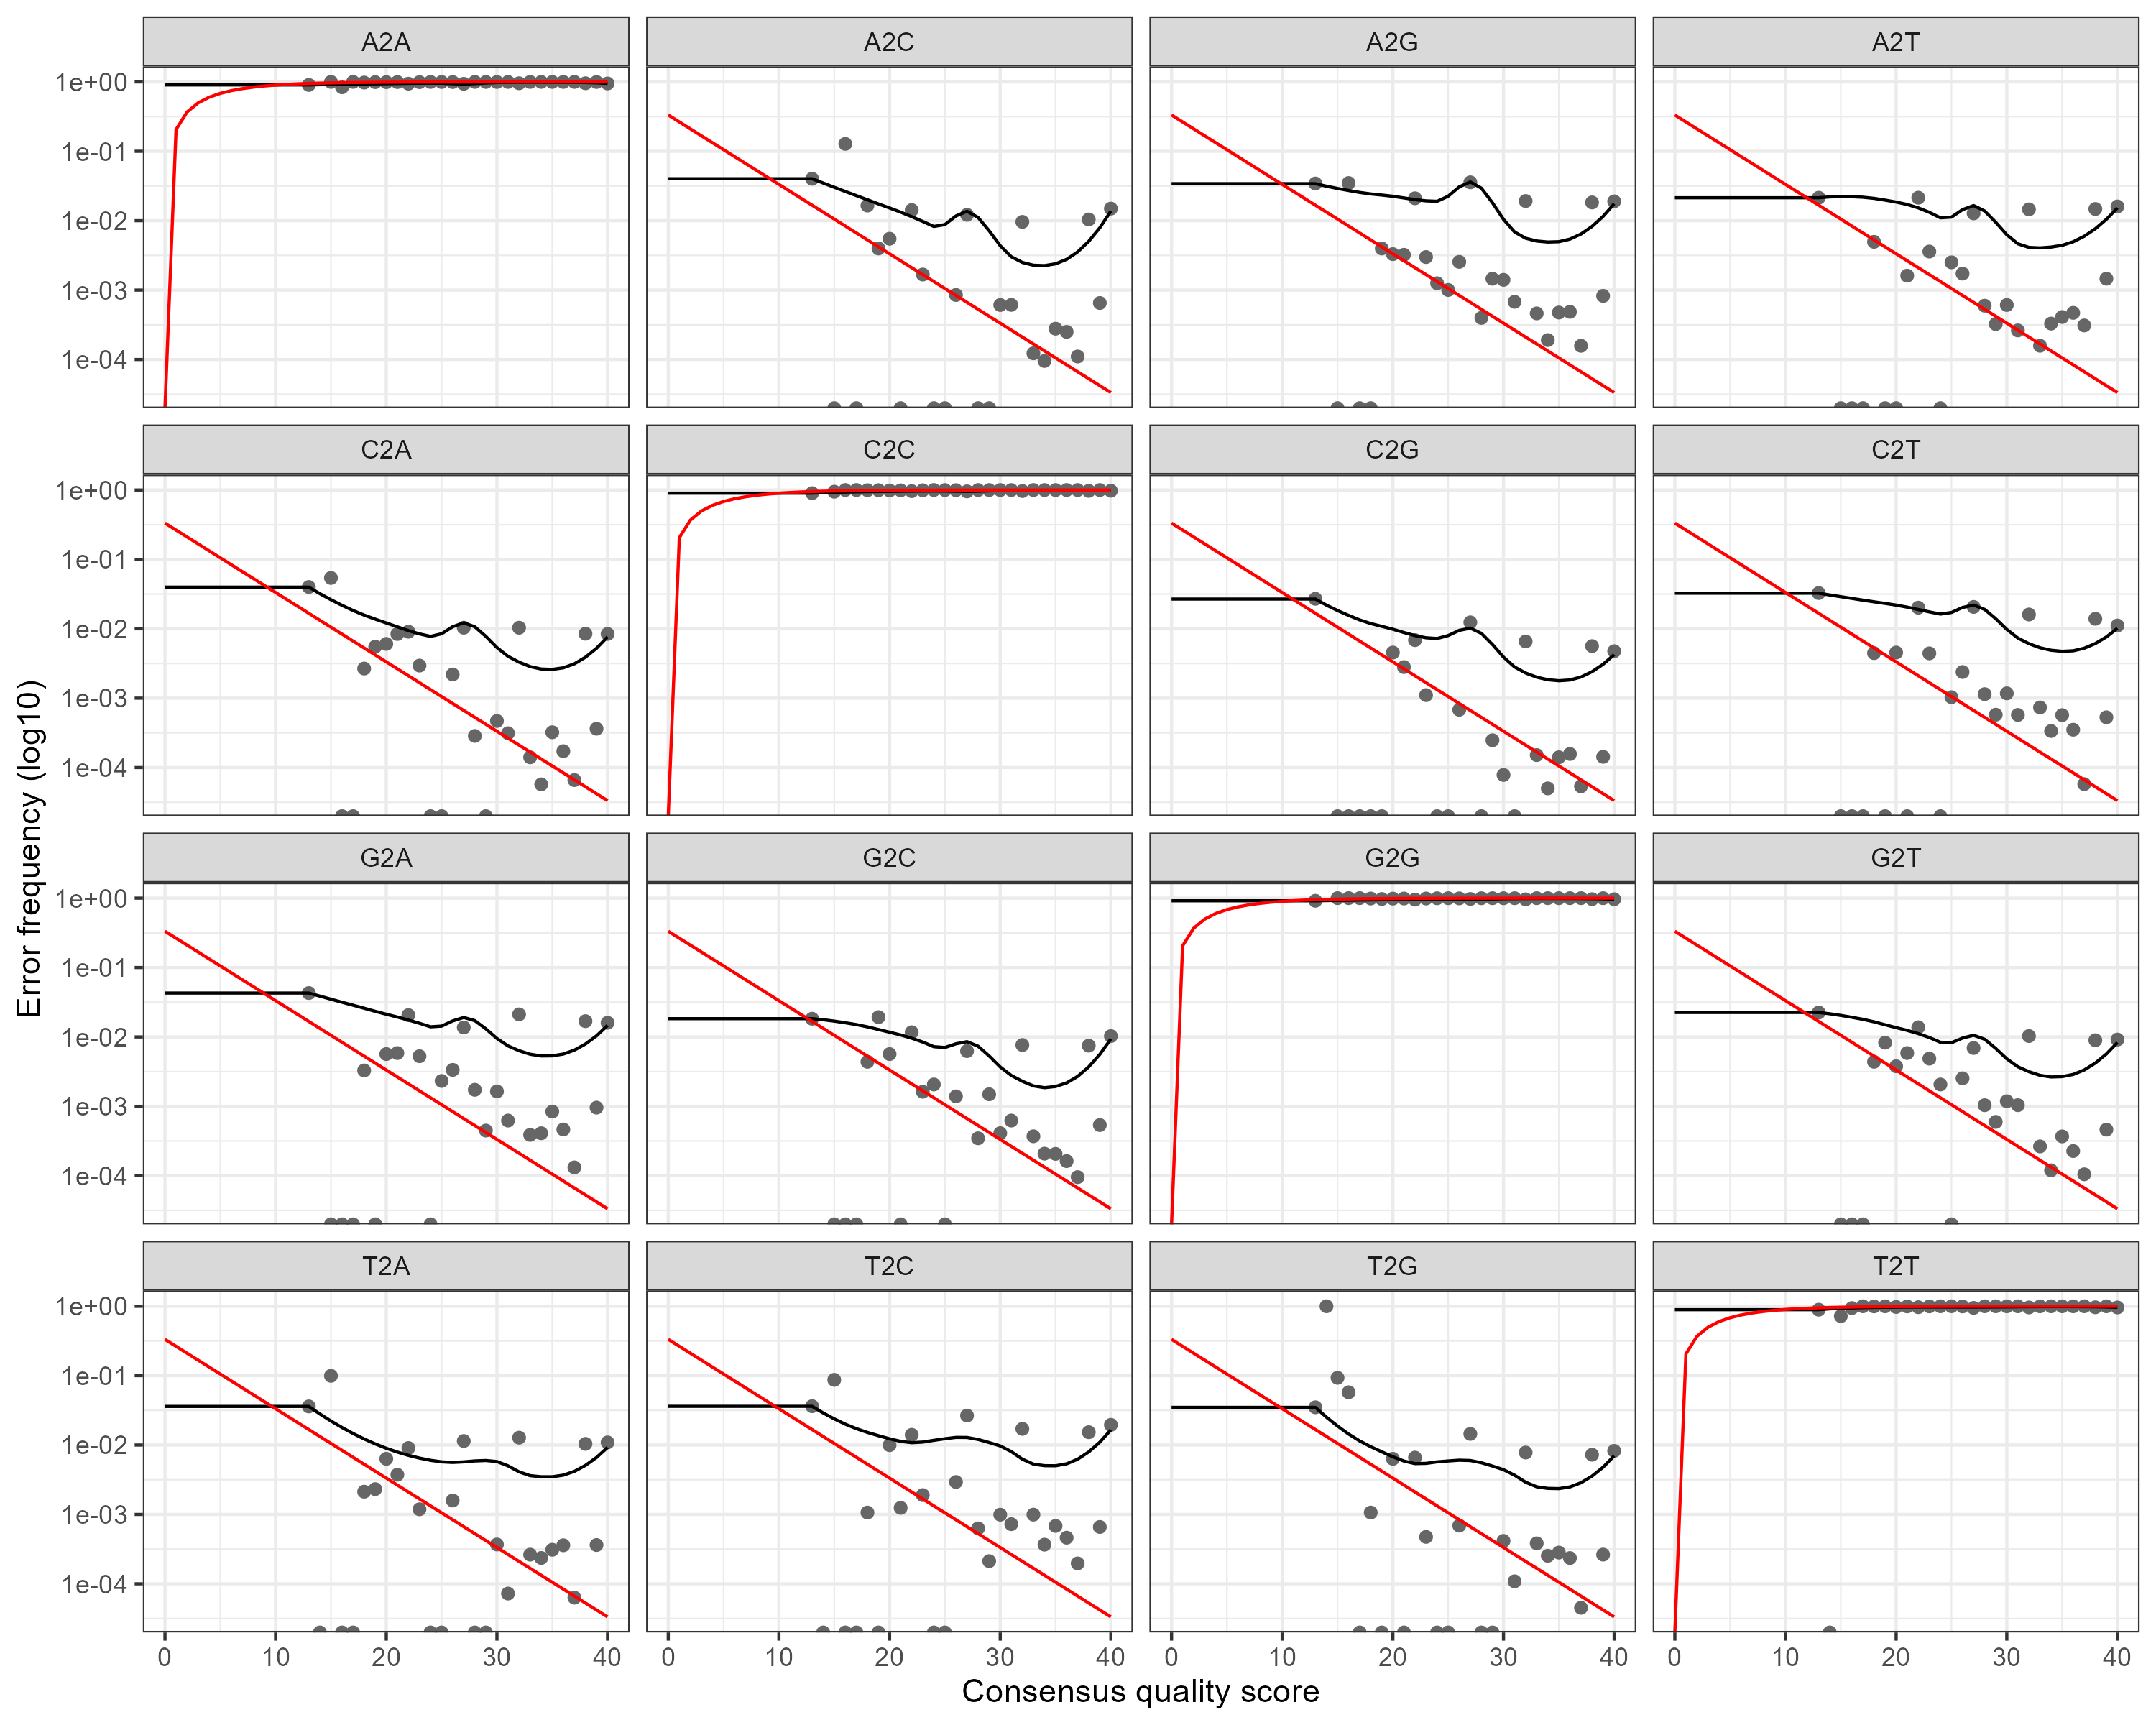 A2A A2C A2G A2T
1e+00
1e-01
1e-02
1e-03
1e-04
C2A C2C C2G C2T
1e+00
1e-01
1e-02
1e-03
1e-04
G2A G2C G2G G2T
1e+00
1e-01
1e-02
1e-03
1e-04
T2A T2C T2G T2T
1e+00
1e-01
1e-02
1e-03
1e-04
0 10 20 30 40 0 10 20 30 40 0 10 20 30 40 0 10 20 30 40
Consensus quality score
Error frequency (log10)